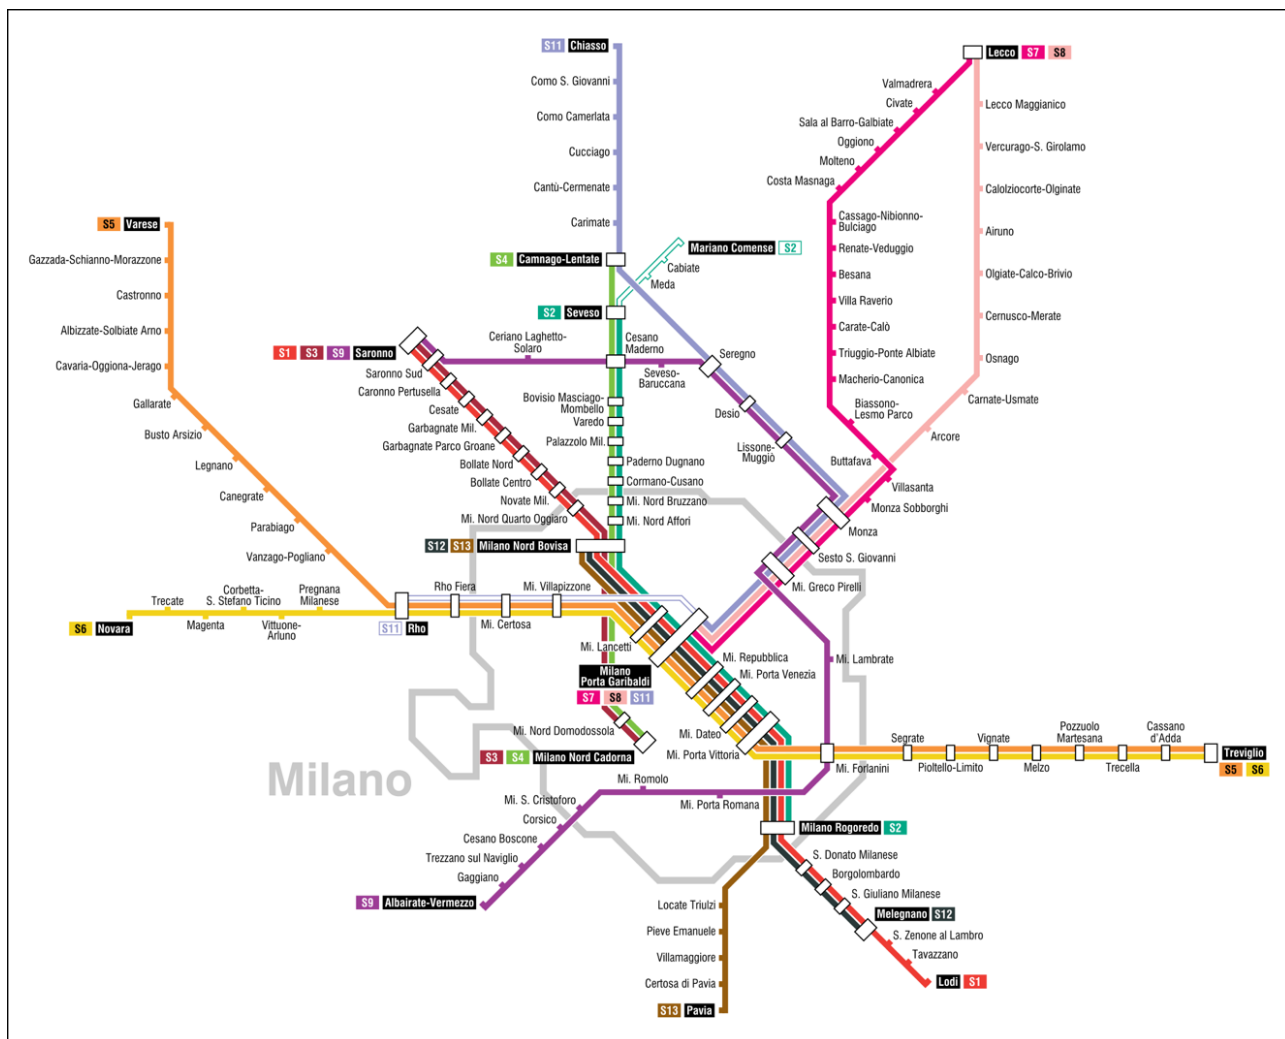 S11 Chiasso
Como S. Giovanni
Como Camerlata
Cucciago
Cantù-Cermenate
Carimate
S4 Camnago-Lentate
Mariano Comense S2
Cabiate
Meda
S2 Seveso
Lecco S7 S8
Valmadrera
Civate
Sala al Barro-Galbiate
Oggiono
Molteno
Costa Masnaga
Cassago-Nibionno-
Bulciago
Renate-Veduggio
Besana
Villa Raverio
Carate-Calò
Triuggio-Ponte Albiate
Macherio-Canonica
Biassono-
Lesmo Parco
Buttafava
Villasanta
Monza Sobborghi
Lecco Maggianico
Vercurago-S. Girolamo
Calolziocorte-Olginate
Airuno
Olgiate-Calco-Brivio
Cernusco-Merate
Osnago
Carnate-Usmate
Arcore
S5 Varese
Gazzada-Schianno-Morazzone
Castronno
Albizzate-Solbiate Arno
Cavaria-Oggiona-Jerago
Gallarate
Busto Arsizio
Legnano
Canegrate
Parabiago
Vanzago-Pogliano
S1 S3 S9 Saronno
Saronno Sud
Caronno Pertusella
Cesate
Garbagnate Mil.
Garbagnate Parco Groane
Bollate Nord
Bollate Centro
Novate Mil.
Mi. Nord Quarto Oggiaro
Ceriano Laghetto-
Solaro
Cesano
Maderno
Seveso-
Baruccana
Seregno
Desio
Lissone-
Muggiò
Monza
Sesto S. Giovanni
Mi. Greco Pirelli
Bovisio Masciago-
Mombello
Varedo
Palazzolo Mil.
Paderno Dugnano
Cormano-Cusano
Mi. Nord Bruzzano
Mi. Nord Affori
S12 S13 Milano Nord Bovisa
S6 Novara
Trecate
Magenta
Corbetta-
S. Stefano Ticino
Vittuone-
Arluno
Pregnana
Milanese
S11 Rho
Rho Fiera
Mi. Certosa
Mi. Villapizzone
Mi. Lancetti
Milano
Porta Garibaldi
S7 S8 S11
Mi. Repubblica
Mi. Porta Venezia
Mi. Dateo
Mi. Porta Vittoria
Mi. Nord Domodossola
S3 S4 Milano Nord Cadorna
Mi. Lambrate
Mi. Forlanini
Segrate
Pioltello-Limito
Vignate
Melzo
Pozzuolo
Martesana
Trecella
Cassano
d'Adda
Treviglio
S5 S6
Milano
Mi. Romolo
Mi. Porta Romana
Mi. S. Cristoforo
Corsico
Cesano Boscone
Trezzano sul Naviglio
Gaggiano
S9 Albairate-Vermezzo
Milano Rogoredo S2
S. Donato Milanese
Borgolombardo
S. Giuliano Milanese
Melegnano S12
S. Zenone al Lambro
Tavazzano
Lodi S1
Locate Triulzi
Pieve Emanuele
Villamaggiore
Certosa di Pavia
S13 Pavia